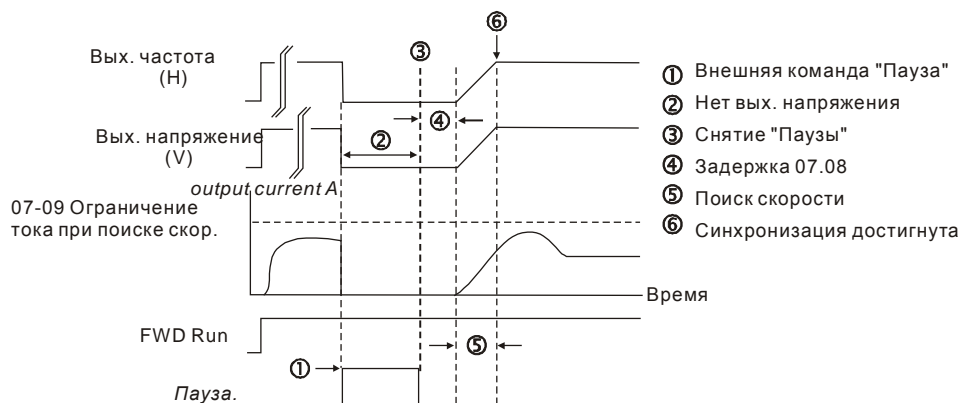 ⑥
Вых. частота
(H)
③
④
Вых. напряжение
(V)
②
output current A
07-09 Ограничение
тока при поиске скор.
Время
FWD Run
⑤
①
Пауза.
① Внешняя команда "Пауза"
② Нет вых. напряжения
③ Снятие "Паузы"
④ Задержка 07.08
⑤ Поиск скорости
⑥ Синхронизация достигнута